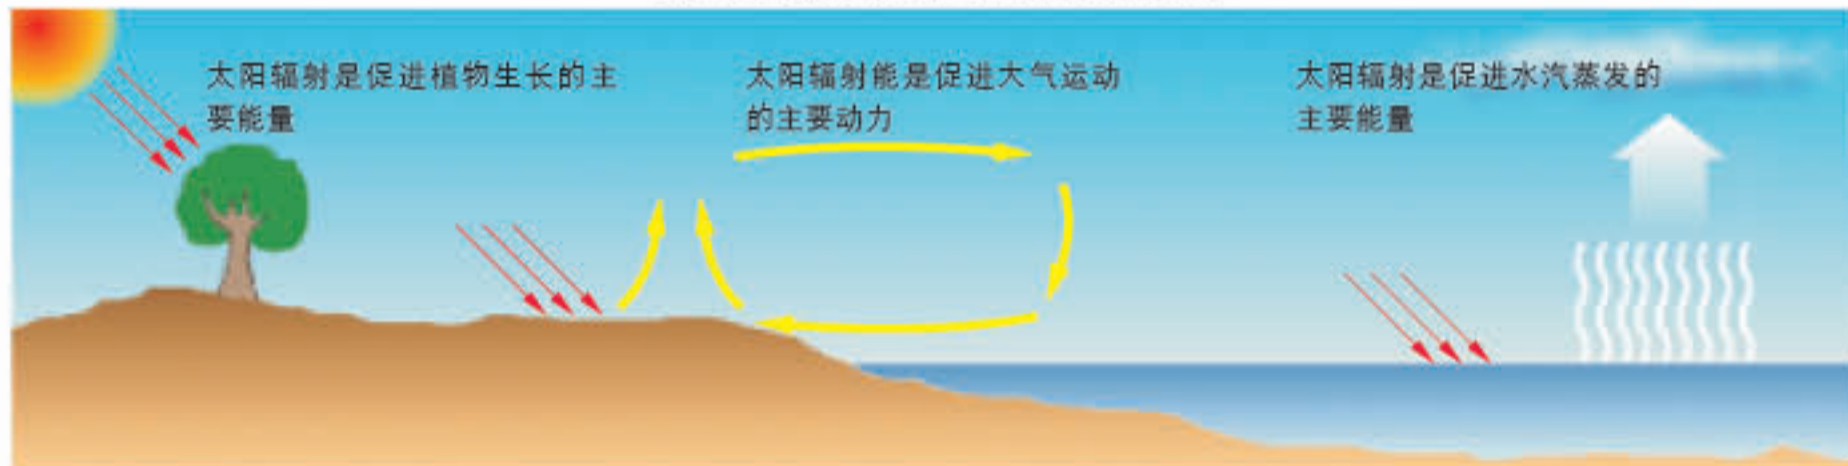 太阳辐射是促进植物生长的主
要能量
太阳辐射能是促进大气运动
的主要动力
太阳辐射是促进水汽蒸发的
主要能量